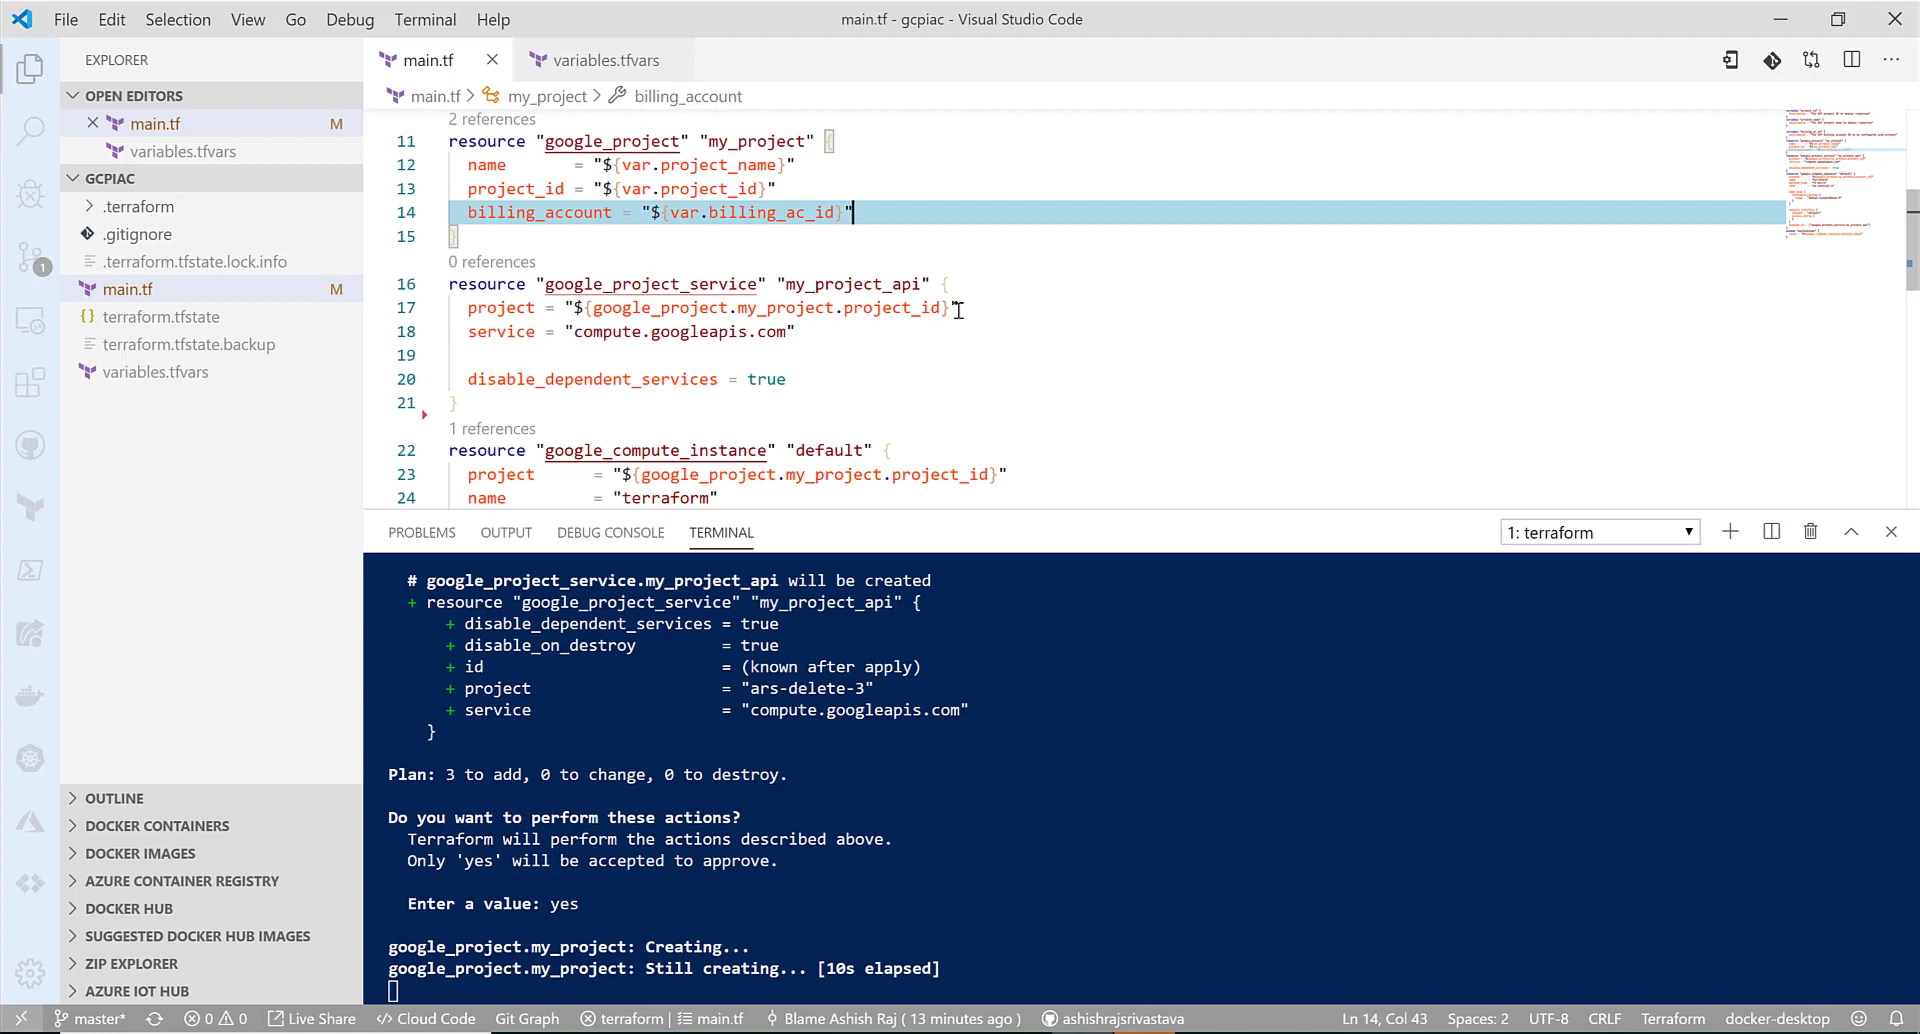 File Edit Selection View Go Debug Terminal Help
main.tf - gcpiac - Visual Studio Code
EXPLORER
OPEN EDITORS
main.tf M
variables.tfvars
GCPIAC
.terraform
.gitignore
.terraform.tfstate.lock.info
main.tf M
terraform.tfstate
terraform.tfstate.backup
variables.tfvars
1
OUTLINE
DOCKER CONTAINERS
DOCKER IMAGES
AZURE CONTAINER REGISTRY
DOCKER HUB
SUGGESTED DOCKER HUB IMAGES
ZIP EXPLORER
AZURE IOT HUB
main.tf
variables.tfvars
main.tf > my_project > billing_account
2 references
11 resource "google_project" "my_project" {
12 name = "${var.project_name}"
13 project_id = "${var.project_id}"
14 billing_account = "${var.billing_ac_id}"
15 }
0 references
16 resource "google_project_service" "my_project_api" {
17 project = "${google_project.my_project.project_id}"
18 service = "compute.googleapis.com"
19
20 disable_dependent_services = true
21 }
1 references
22 resource "google_compute_instance" "default" {
23 project = "${google_project.my_project.project_id}"
24 name = "terraform"
PROBLEMS OUTPUT DEBUG CONSOLE TERMINAL
1: terraform
# google_project_service.my_project_api will be created
+ resource "google_project_service" "my_project_api" {
+ disable_dependent_services = true
+ disable_on_destroy = true
+ id = (known after apply)
+ project = "ars-delete-3"
+ service = "compute.googleapis.com"
}
Plan: 3 to add, 0 to change, 0 to destroy.
Do you want to perform these actions?
Terraform will perform the actions described above.
Only 'yes' will be accepted to approve.
Enter a value: yes
google_project.my_project: Creating...
google_project.my_project: Still creating... [10s elapsed]
master* 0 0 Live Share </> Cloud Code Git Graph terraform | main.tf Blame Ashish Raj ( 13 minutes ago ) ashishrajsrivastava Ln 14, Col 43 Spaces: 2 UTF-8 CRLF Terraform docker-desktop